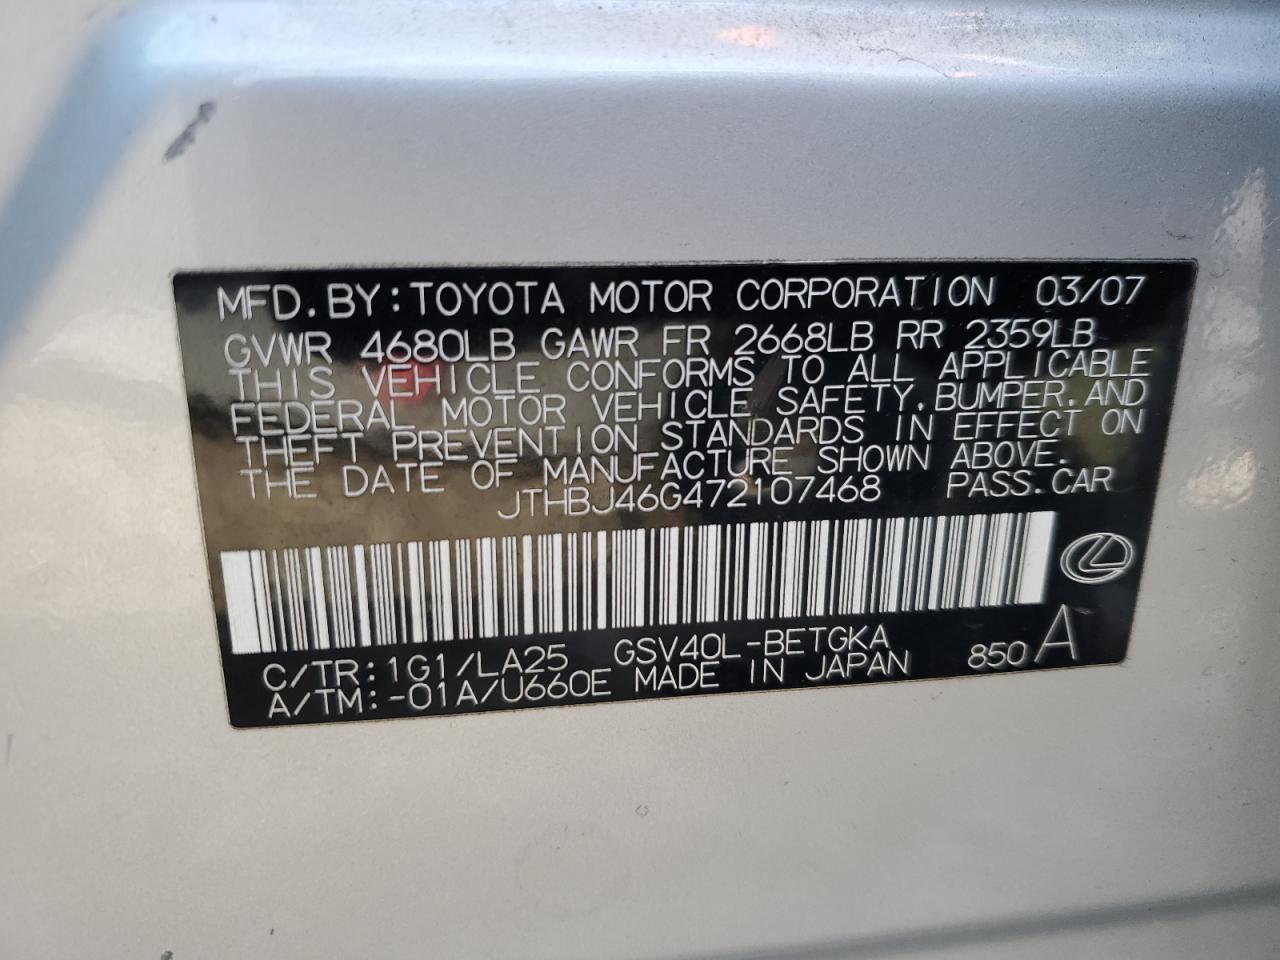 MFD. BY: TOYOTA MOTOR CORPORATION 03/07
GVWR 4680LB GAWR FR 2668LB RR 2359LB
THIS VEHICLE CONFORMS TO ALL APPLICABLE
FEDERAL MOTOR VEHICLE SAFETY, BUMPER, AND
THEFT PREVENTION STANDARDS IN EFFECT ON
THE DATE OF MANUFACTURE SHOWN ABOVE.
JTHBJ46G472107468 PASS. CAR
C/TR: 1G1/LA25 GSV40L-BETGKA
A/TM: -01A/U660E MADE IN JAPAN 850 A